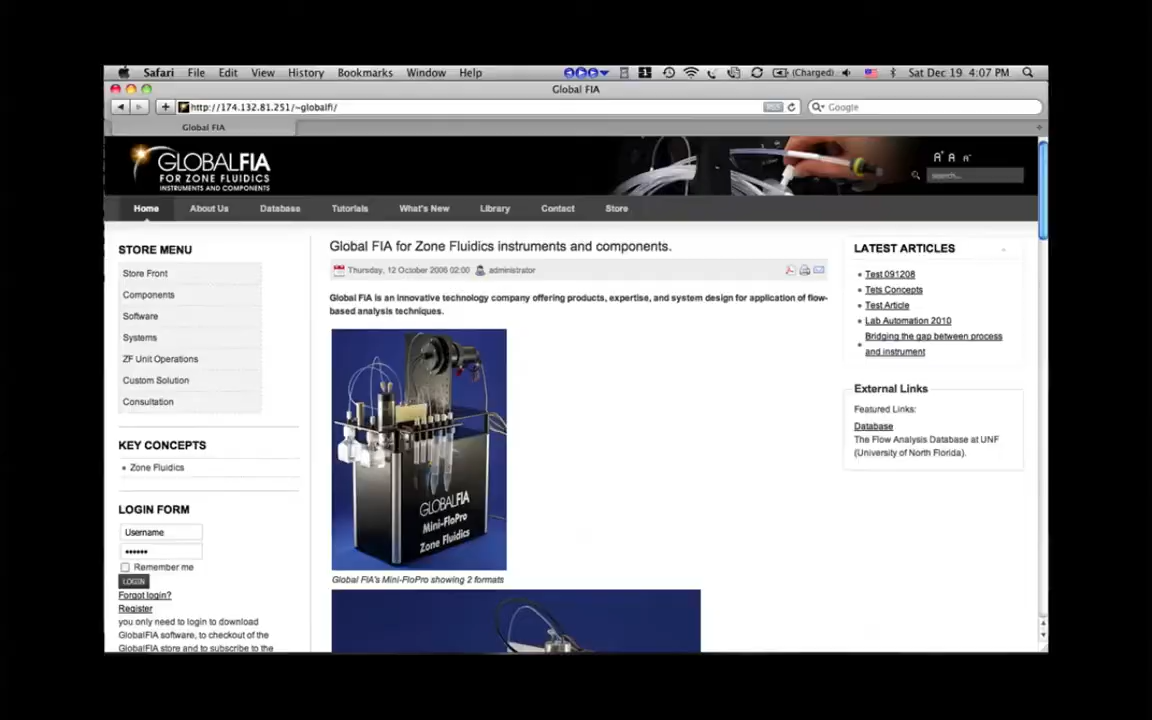 Safari File Edit View History Bookmarks Window Help (Charged) Sat Dec 19 4:07 PM
Global FIA
http://174.132.81.251/~globalfi/ RSS Google
Global FIA
GLOBALFIA
FOR ZONE FLUIDICS
INSTRUMENTS AND COMPONENTS
A+ A A-
search...
Home About Us Database Tutorials What's New Library Contact Store
STORE MENU
Store Front
Components
Software
Systems
ZF Unit Operations
Custom Solution
Consultation
KEY CONCEPTS
Zone Fluidics
LOGIN FORM
Username
••••••
Remember me
LOGIN
Forgot login?
Register
you only need to login to download
GlobalFIA software, to checkout of the
GlobalFIA store and to subscribe to the
Global FIA for Zone Fluidics instruments and components.
Thursday, 12 October 2006 02:00 administrator
Global FIA is an innovative technology company offering products, expertise, and system design for application of flow-
based analysis techniques.
GLOBALFIA
Mini-FloPro
Zone Fluidics
Global FIA's Mini-FloPro showing 2 formats
LATEST ARTICLES
Test 091208
Tets Concepts
Test Article
Lab Automation 2010
Bridging the gap between process
and instrument
External Links
Featured Links:
Database
The Flow Analysis Database at UNF
(University of North Florida).